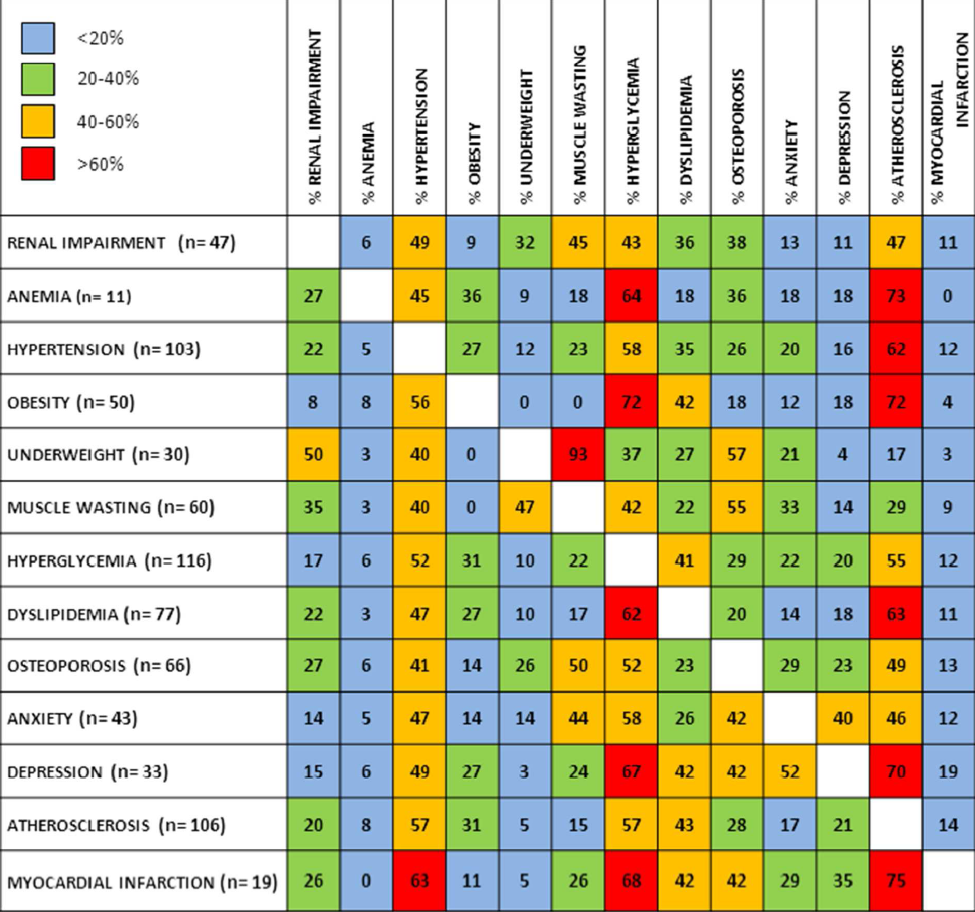 <20%
20-40%
40-60%
>60%
% RENAL IMPAIRMENT
% ANEMIA
% HYPERTENSION
% OBESITY
% UNDERWEIGHT
% MUSCLE WASTING
% HYPERGLYCEMIA
% DYSLIPIDEMIA
% OSTEOPOROSIS
% ANXIETY
% DEPRESSION
% ATHEROSCLEROSIS
% MYOCARDIAL
INFARCTION
RENAL IMPAIRMENT (n= 47) 6 49 9 32 45 43 36 38 13 11 47 11
ANEMIA (n= 11) 27 45 36 9 18 64 18 36 18 18 73 0
HYPERTENSION (n= 103) 22 5 27 12 23 58 35 26 20 16 62 12
OBESITY (n= 50) 8 8 56 0 0 72 42 18 12 18 72 4
UNDERWEIGHT (n= 30) 50 3 40 0 93 37 27 57 21 4 17 3
MUSCLE WASTING (n= 60) 35 3 40 0 47 42 22 55 33 14 29 9
HYPERGLYCEMIA (n= 116) 17 6 52 31 10 22 41 29 22 20 55 12
DYSLIPIDEMIA (n= 77) 22 3 47 27 10 17 62 20 14 18 63 11
OSTEOPOROSIS (n= 66) 27 6 41 14 26 50 52 23 29 23 49 13
ANXIETY (n= 43) 14 5 47 14 14 44 58 26 42 40 46 12
DEPRESSION (n= 33) 15 6 49 27 3 24 67 42 42 52 70 19
ATHEROSCLEROSIS (n= 106) 20 8 57 31 5 15 57 43 28 17 21 14
MYOCARDIAL INFARCTION (n= 19) 26 0 63 11 5 26 68 42 42 29 35 75